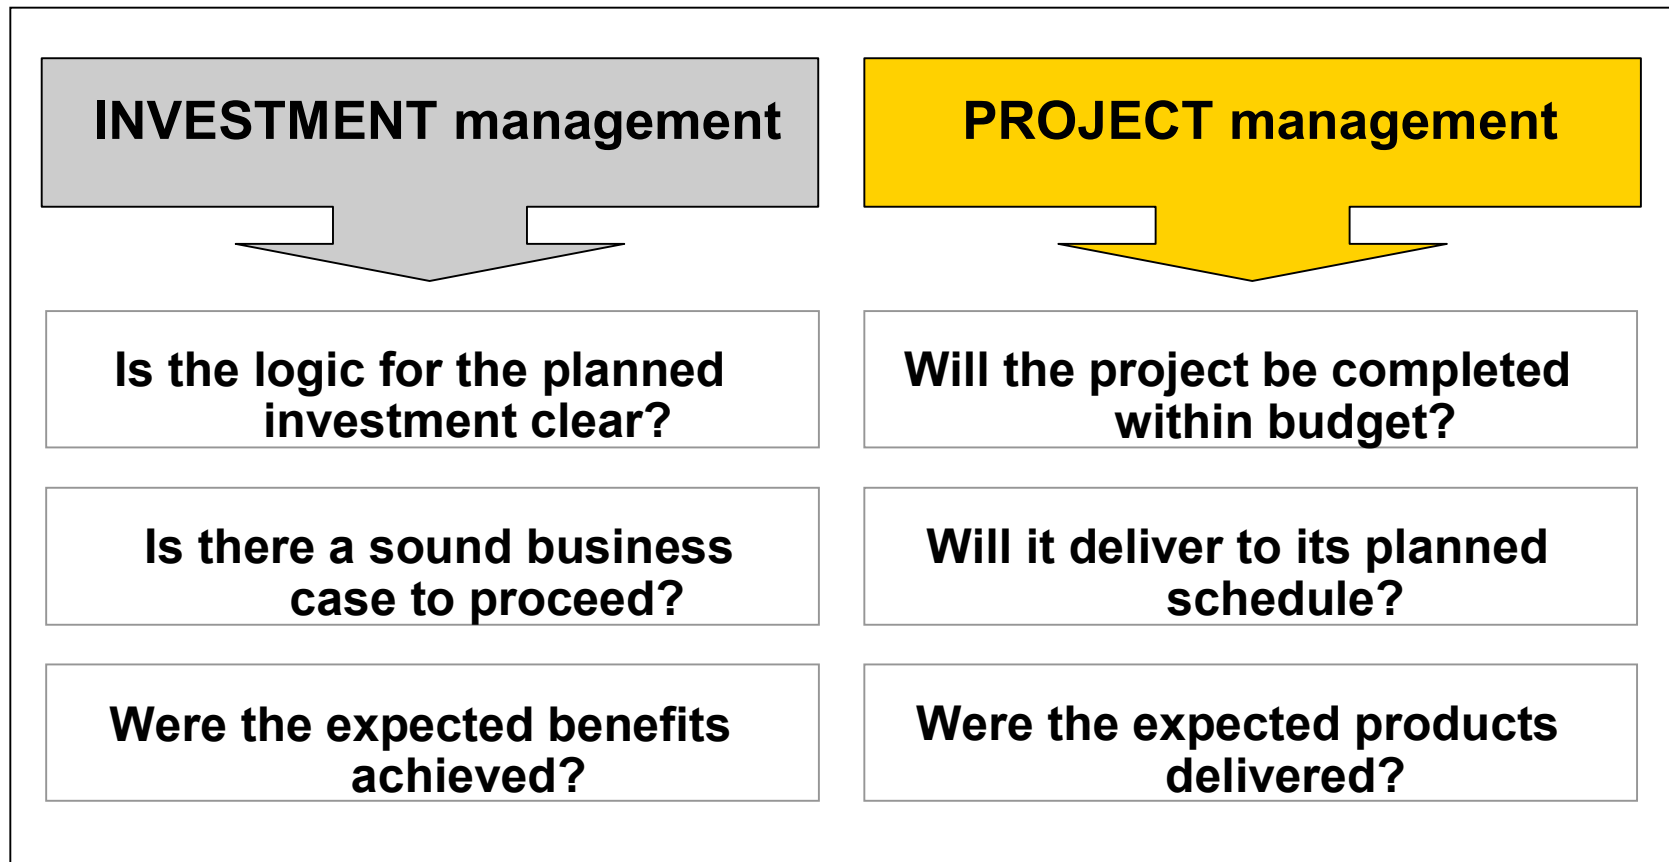 INVESTMENT management
Is the logic for the planned
investment clear?
Is there a sound business
case to proceed?
Were the expected benefits
achieved?
PROJECT management
Will the project be completed
within budget?
Will it deliver to its planned
schedule?
Were the expected products
delivered?